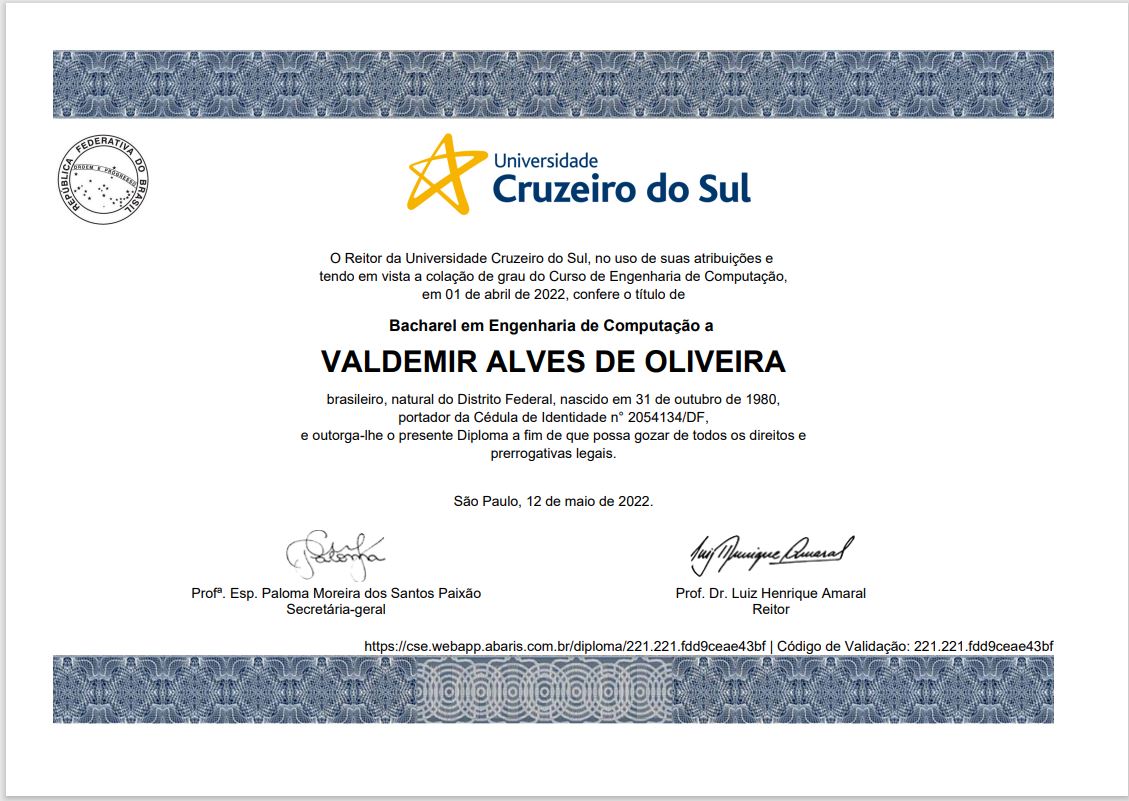 REPÚBLICA FEDERATIVA DO BRASIL
ORDEM E PROGRESSO
Universidade
Cruzeiro do Sul
O Reitor da Universidade Cruzeiro do Sul, no uso de suas atribuições e
tendo em vista a colação de grau do Curso de Engenharia de Computação,
em 01 de abril de 2022, confere o título de
Bacharel em Engenharia de Computação a
VALDEMIR ALVES DE OLIVEIRA
brasileiro, natural do Distrito Federal, nascido em 31 de outubro de 1980,
portador da Cédula de Identidade n° 2054134/DF,
e outorga-lhe o presente Diploma a fim de que possa gozar de todos os direitos e
prerrogativas legais.
São Paulo, 12 de maio de 2022.
Profª. Esp. Paloma Moreira dos Santos Paixão
Secretária-geral
Prof. Dr. Luiz Henrique Amaral
Reitor
https://cse.webapp.abaris.com.br/diploma/221.221.fdd9ceae43bf | Código de Validação: 221.221.fdd9ceae43bf